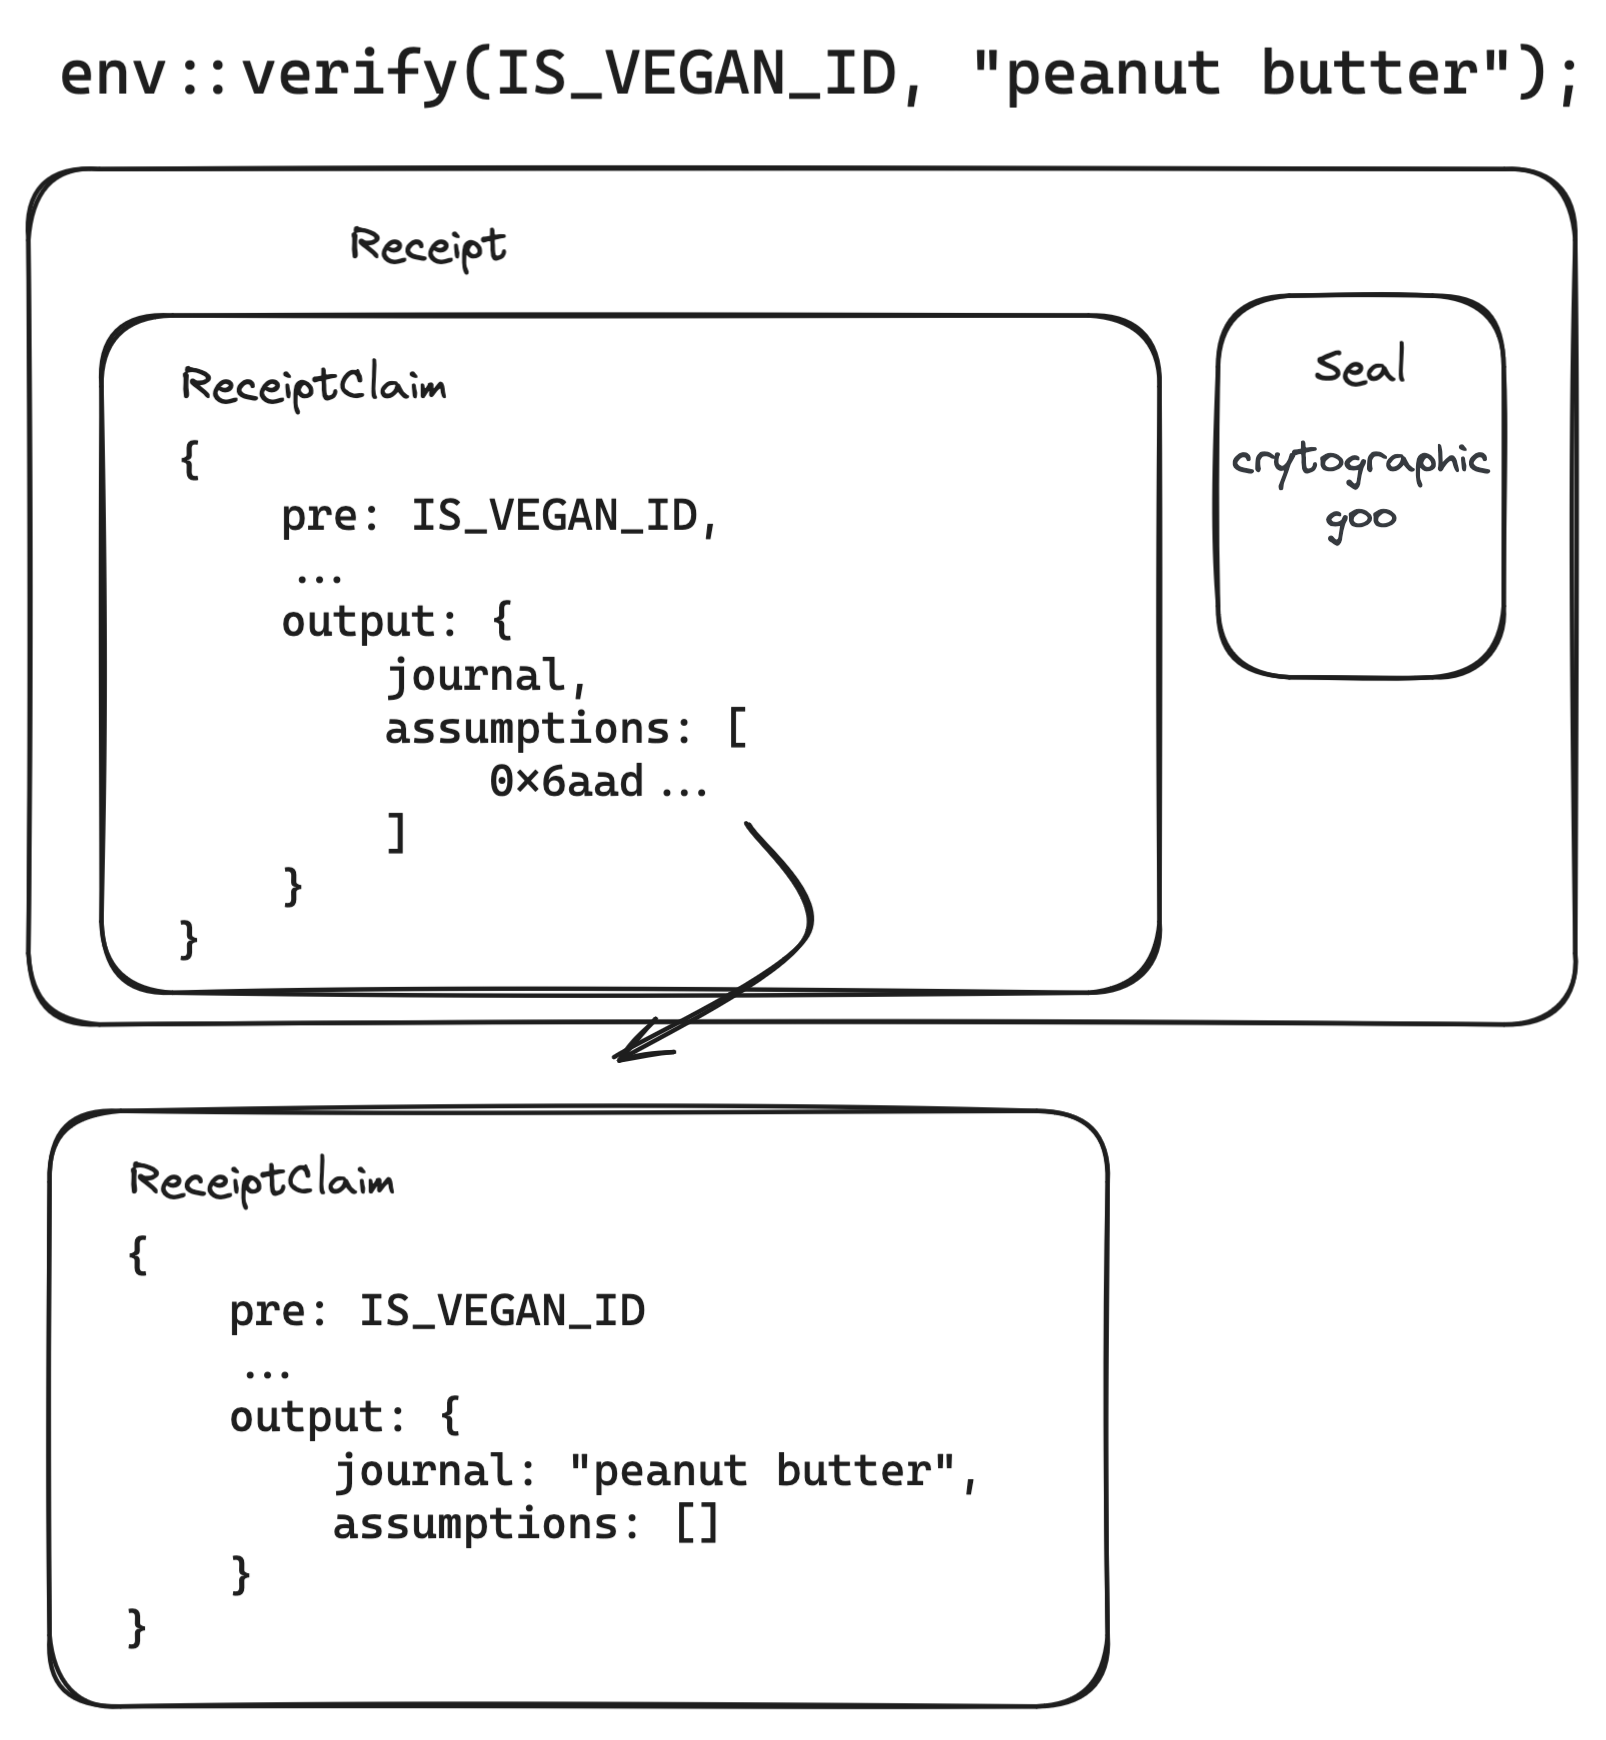 env::verify(IS_VEGAN_ID, "peanut butter");
Receipt
ReceiptClaim
{
pre: IS_VEGAN_ID,
...
output: {
journal,
assumptions: [
0×6aad ...
]
}
}
Seal
crytographic
goo
ReceiptClaim
{
pre: IS_VEGAN_ID
...
output: {
journal: "peanut butter",
assumptions: []
}
}